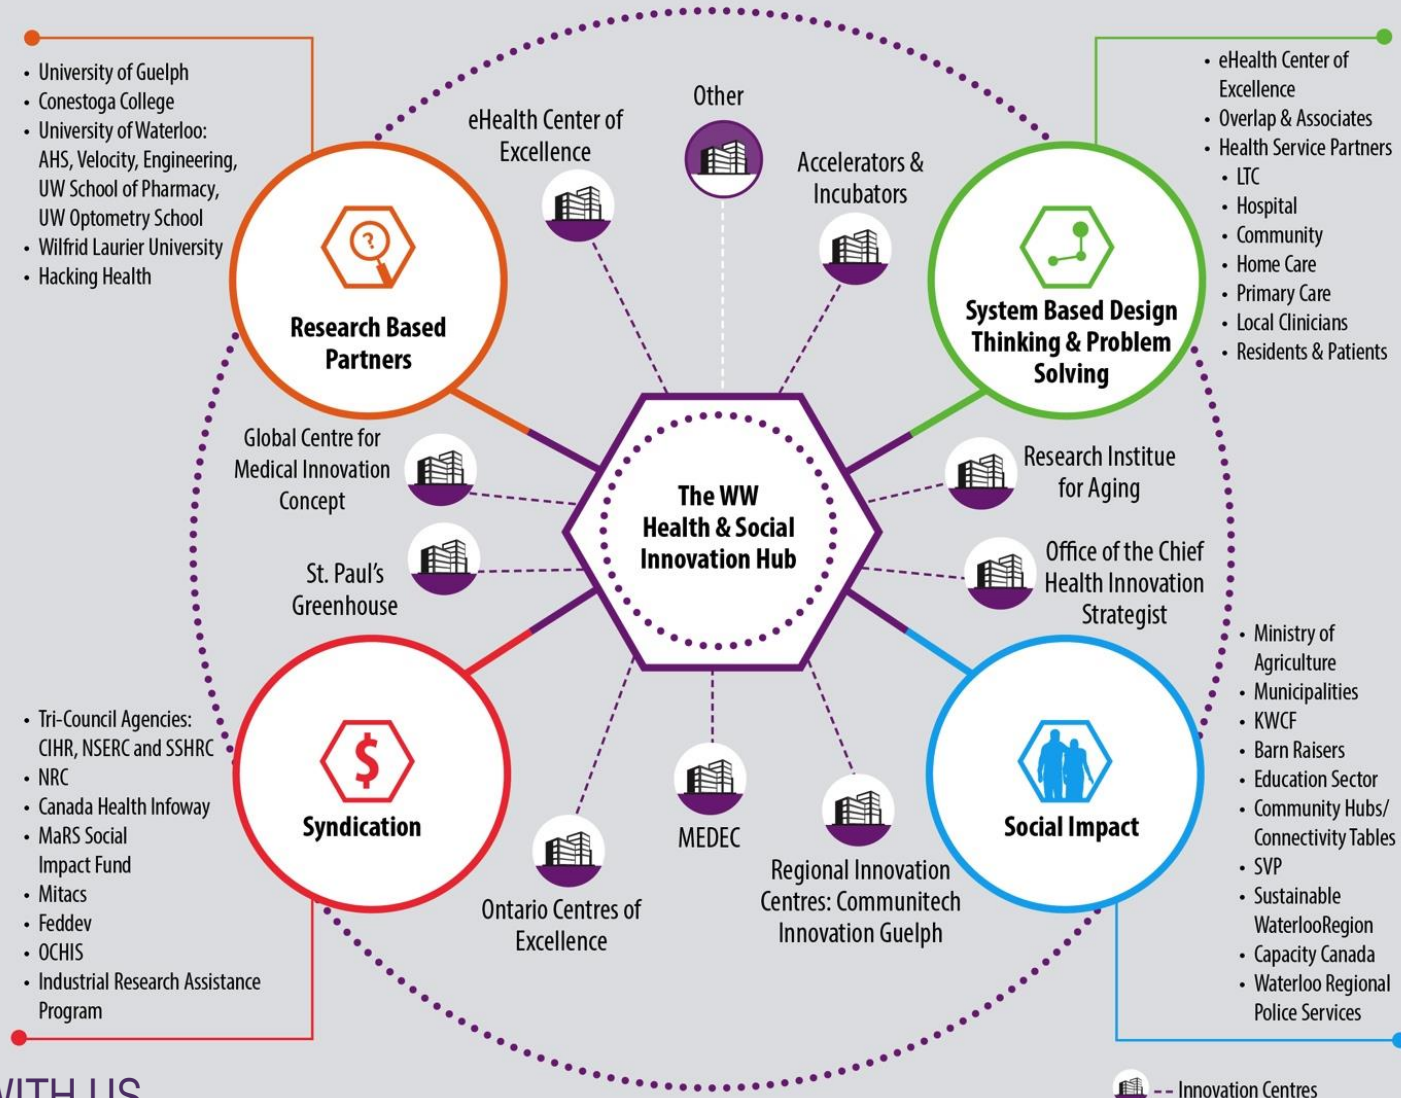 • University of Guelph
• Conestoga College
• University of Waterloo:
AHS, Velocity, Engineering,
UW School of Pharmacy,
UW Optometry School
• Wilfrid Laurier University
• Hacking Health
Research Based
Partners
eHealth Center of
Excellence
Other
Accelerators &
Incubators
System Based Design
Thinking & Problem
Solving
• eHealth Center of
Excellence
• Overlap & Associates
• Health Service Partners
• LTC
• Hospital
• Community
• Home Care
• Primary Care
• Local Clinicians
• Residents & Patients
Global Centre for
Medical Innovation
Concept
St. Paul's
Greenhouse
The WW
Health & Social
Innovation Hub
Research Institue
for Aging
Office of the Chief
Health Innovation
Strategist
• Tri-Council Agencies:
CIHR, NSERC and SSHRC
• NRC
• Canada Health Infoway
• MaRS Social
Impact Fund
• Mitacs
• Feddev
• OCHIS
• Industrial Research Assistance
Program
$
Syndication
Ontario Centres of
Excellence
MEDEC
Regional Innovation
Centres: Communitech
Innovation Guelph
Social Impact
• Ministry of
Agriculture
• Municipalities
• KWCF
• Barn Raisers
• Education Sector
• Community Hubs/
Connectivity Tables
• SVP
• Sustainable
WaterlooRegion
• Capacity Canada
• Waterloo Regional
Police Services
WITH US
-- Innovation Centres